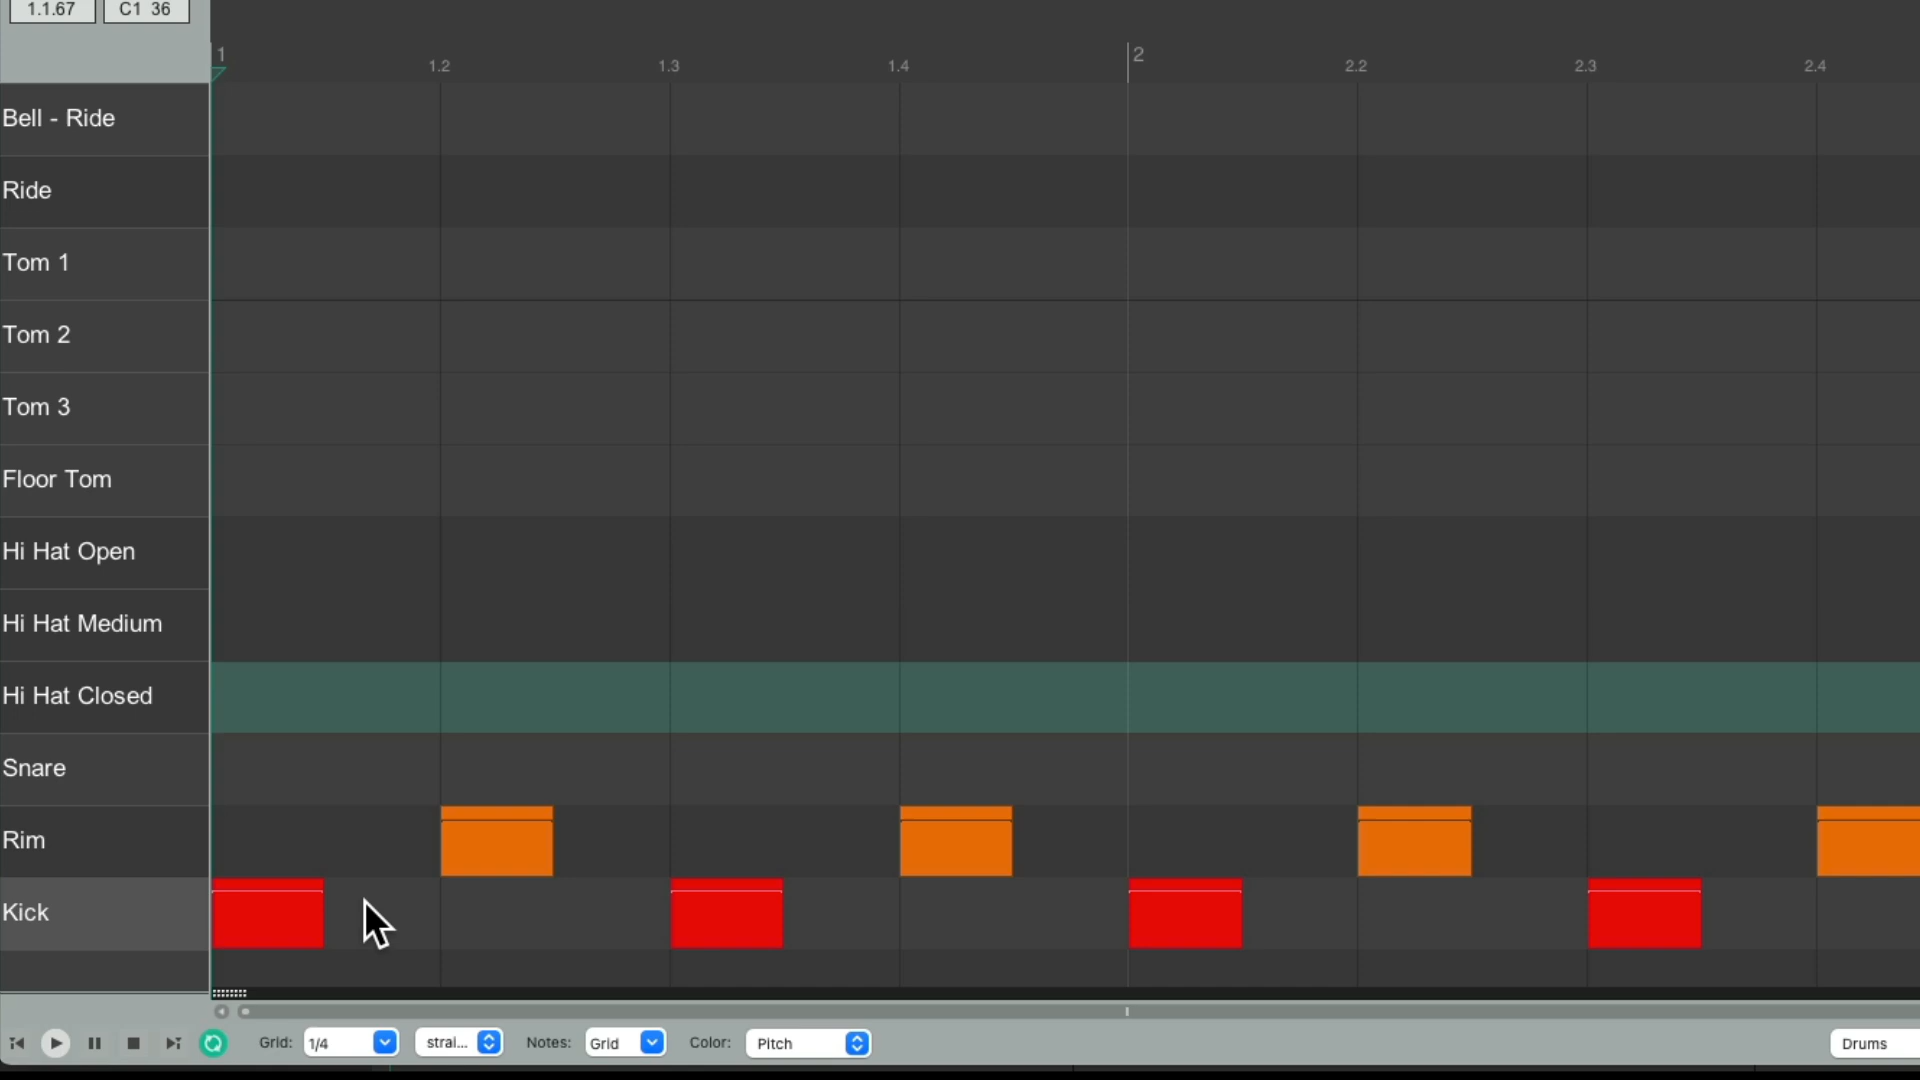 1.1.67 C1 36
1 2
1.2 1.3 1.4 2.2 2.3 2.4
Bell - Ride
Ride
Tom 1
Tom 2
Tom 3
Floor Tom
Hi Hat Open
Hi Hat Medium
Hi Hat Closed
Snare
Rim
Kick
Grid: 1/4 strai... Notes: Grid Color: Pitch Drums